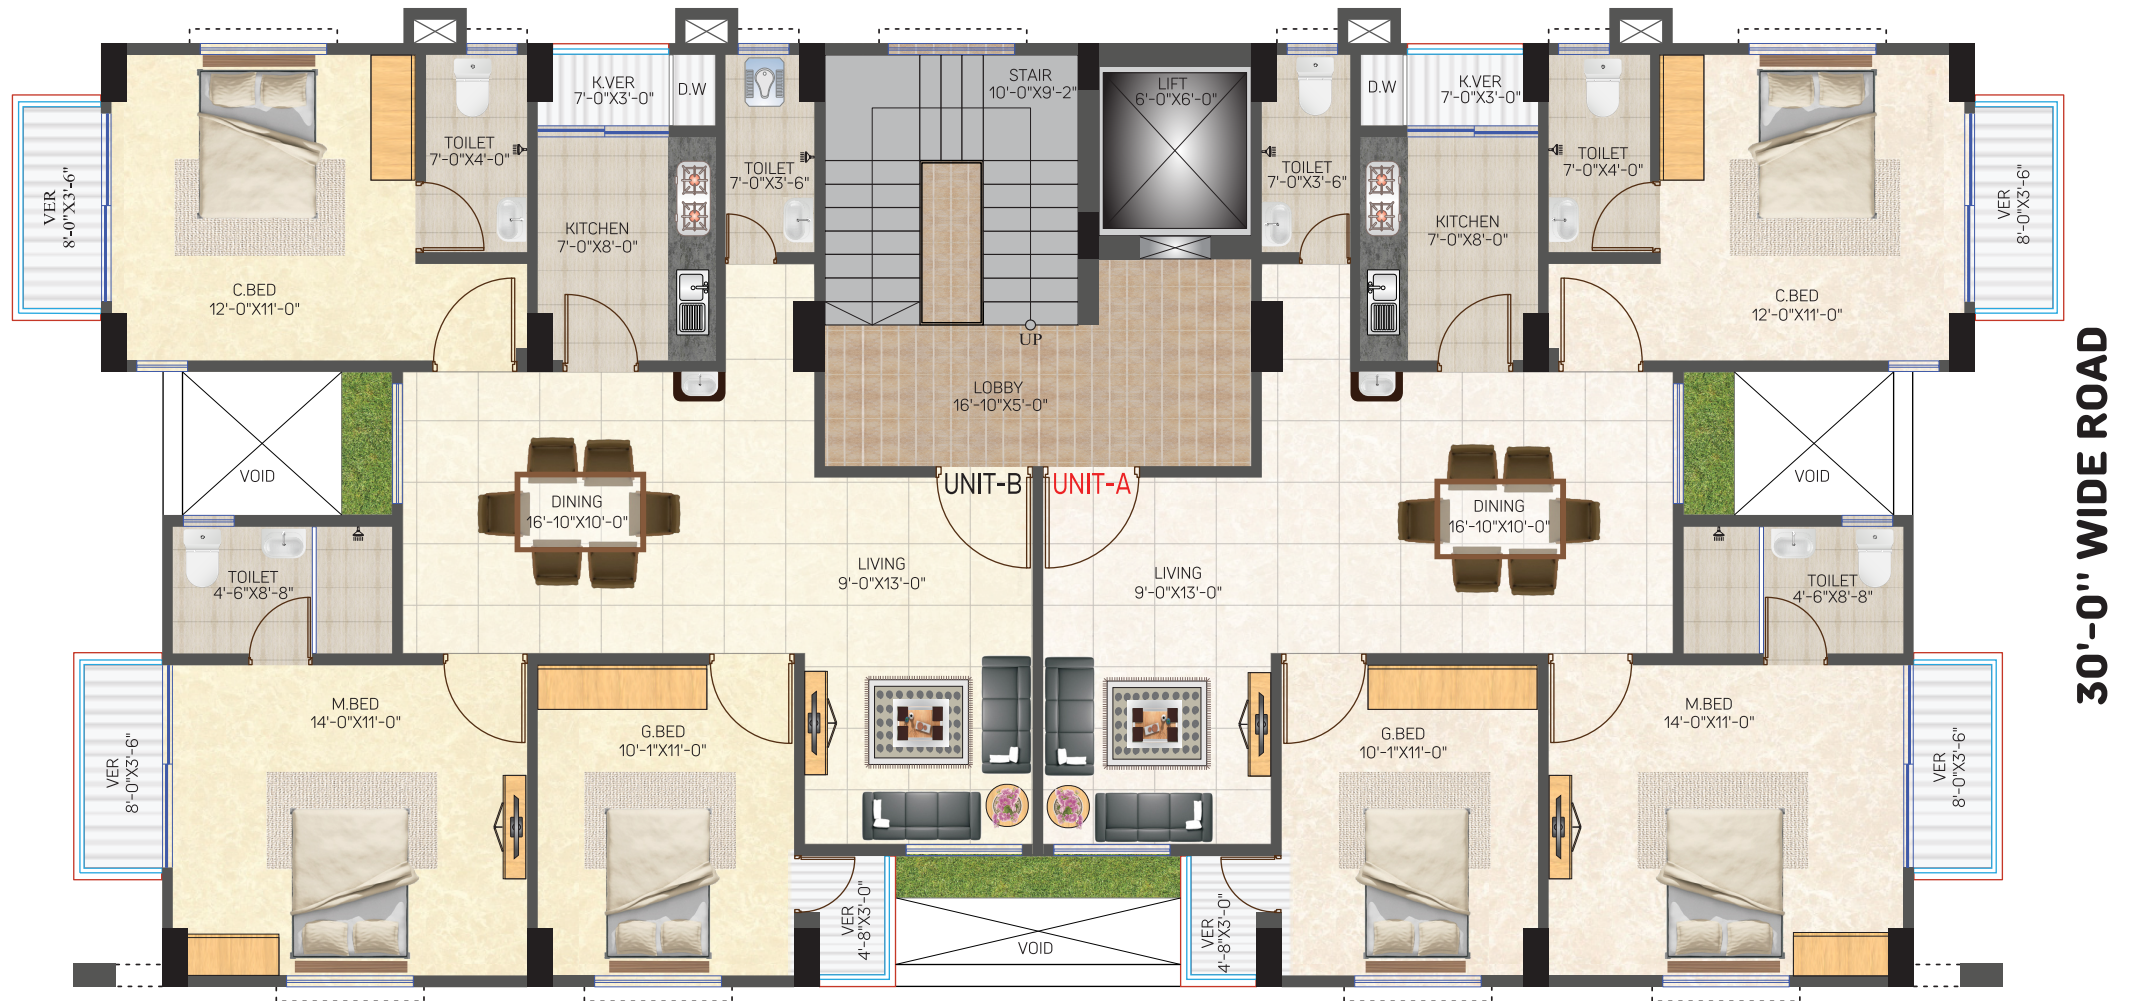 K.VER
7'-0"X3'-0"
D.W
STAIR
10'-0"X9'-2"
LIFT
6'-0"X6'-0"
D.W
K.VER
7'-0"X3'-0"
TOILET
7'-0"X4'-0"
TOILET
7'-0"X3'-6"
TOILET
7'-0"X3'-6"
TOILET
7'-0"X4'-0"
VER
8'-0"X3'-6"
KITCHEN
7'-0"X8'-0"
KITCHEN
7'-0"X8'-0"
VER
8'-0"X3'-6"
C.BED
12'-0"X11'-0"
C.BED
12'-0"X11'-0"
UP
LOBBY
16'-10"X5'-0"
VOID
UNIT-B
UNIT-A
VOID
DINING
16'-10"X10'-0"
DINING
16'-10"X10'-0"
30'-0" WIDE ROAD
TOILET
4'-6"X8'-8"
LIVING
9'-0"X13'-0"
LIVING
9'-0"X13'-0"
TOILET
4'-6"X8'-8"
M.BED
14'-0"X11'-0"
G.BED
10'-1"X11'-0"
G.BED
10'-1"X11'-0"
M.BED
14'-0"X11'-0"
VER
8'-0"X3'-6"
VER
8'-0"X3'-6"
VER
4'-8"X3'-0"
VOID
VER
4'-8"X3'-0"